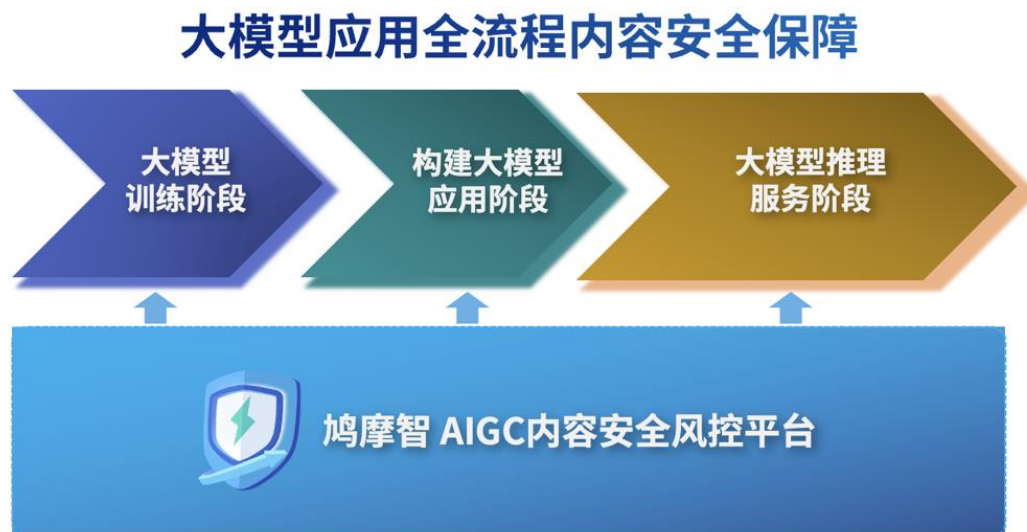 大模型应用全流程内容安全保障
大模型
训练阶段
构建大模型
应用阶段
大模型推理
服务阶段
鸠摩智 AIGC内容安全风控平台